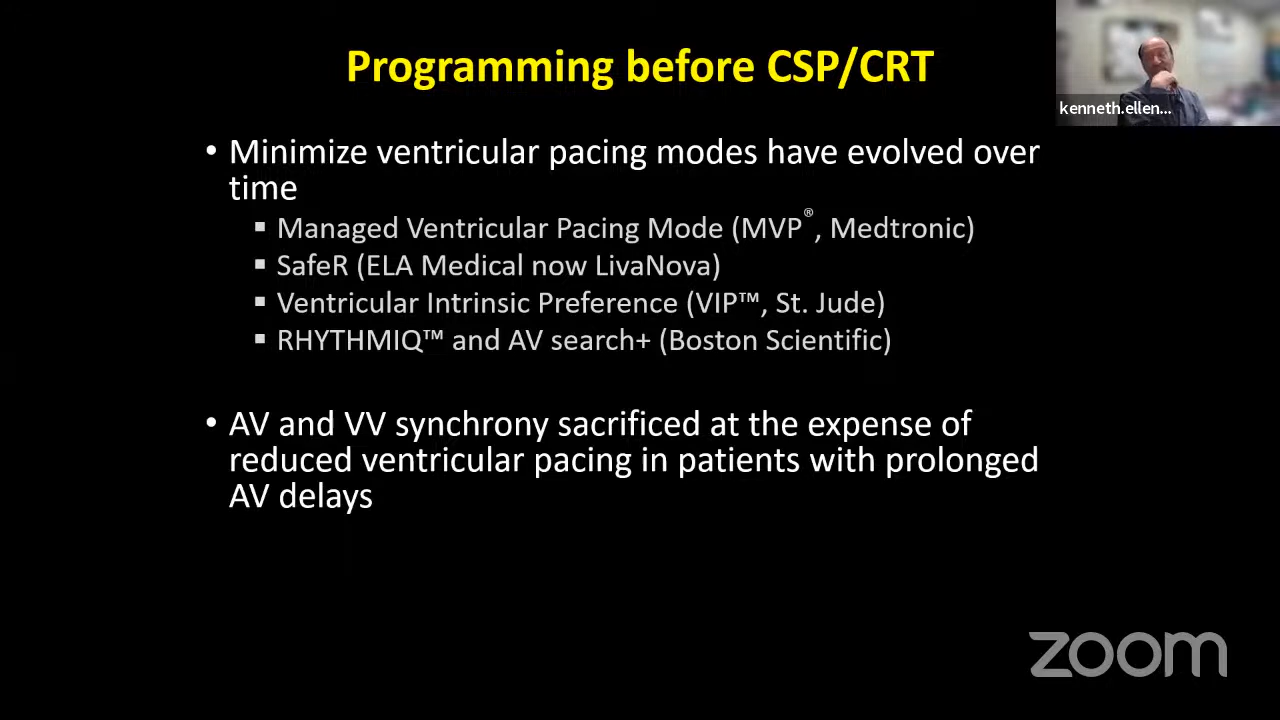 Programming before CSP/CRT
kenneth.ellen...
• Minimize ventricular pacing modes have evolved over
time
▪ Managed Ventricular Pacing Mode (MVP®, Medtronic)
▪ SafeR (ELA Medical now LivaNova)
▪ Ventricular Intrinsic Preference (VIP™, St. Jude)
▪ RHYTHMIQ™ and AV search+ (Boston Scientific)
• AV and VV synchrony sacrificed at the expense of
reduced ventricular pacing in patients with prolonged
AV delays
zoom